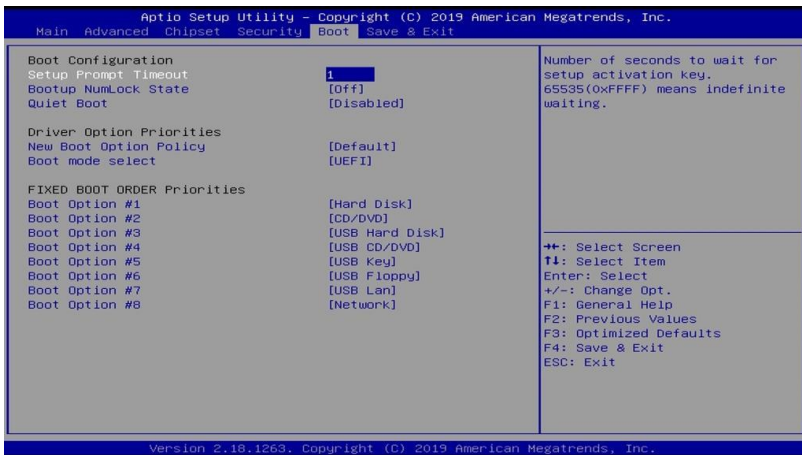 Aptio Setup Utility – Copyright (C) 2019 American Megatrends, Inc.
Main Advanced Chipset Security Boot Save & Exit
Boot Configuration
Setup Prompt Timeout 1
Bootup NumLock State [Off]
Quiet Boot [Disabled]
Driver Option Priorities
New Boot Option Policy [Default]
Boot mode select [UEFI]
FIXED BOOT ORDER Priorities
Boot Option #1 [Hard Disk]
Boot Option #2 [CD/DVD]
Boot Option #3 [USB Hard Disk]
Boot Option #4 [USB CD/DVD]
Boot Option #5 [USB Key]
Boot Option #6 [USB Floppy]
Boot Option #7 [USB Lan]
Boot Option #8 [Network]
Number of seconds to wait for
setup activation key.
65535(0xFFFF) means indefinite
waiting.
→←: Select Screen
↑↓: Select Item
Enter: Select
+/-: Change Opt.
F1: General Help
F2: Previous Values
F3: Optimized Defaults
F4: Save & Exit
ESC: Exit
Version 2.18.1263. Copyright (C) 2019 American Megatrends, Inc.